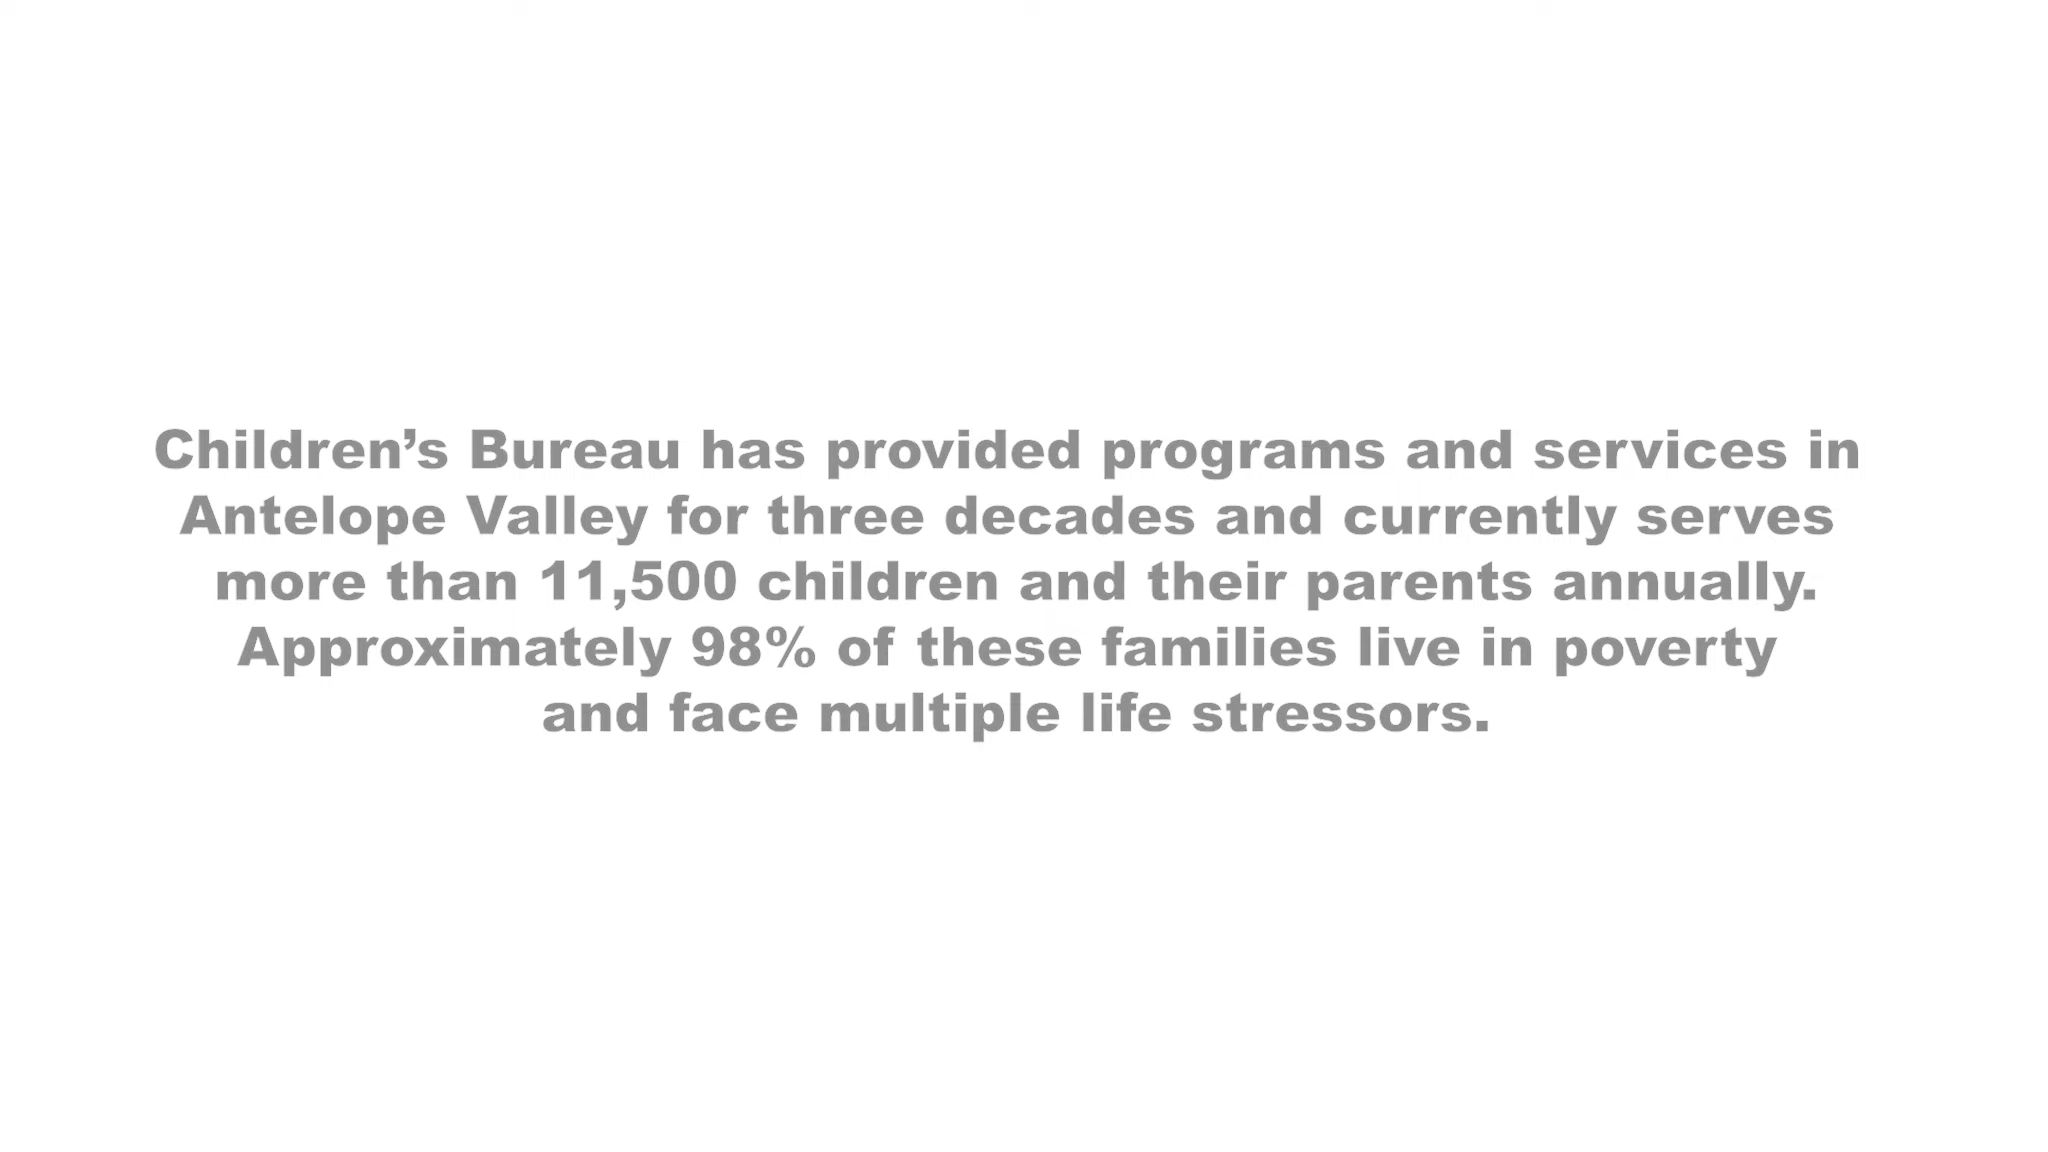 Children’s Bureau has provided programs and services in
Antelope Valley for three decades and currently serves
more than 11,500 children and their parents annually.
Approximately 98% of these families live in poverty
and face multiple life stressors.